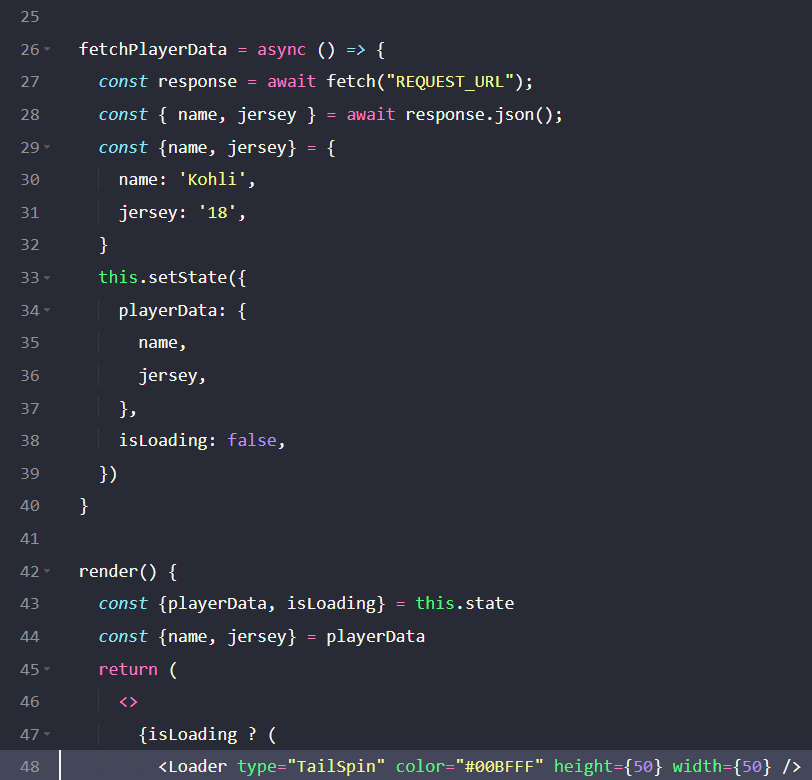 25
26 fetchPlayerData = async () => {
27 const response = await fetch("REQUEST_URL");
28 const { name, jersey } = await response.json();
29 const {name, jersey} = {
30 name: 'Kohli',
31 jersey: '18',
32 }
33 this.setState({
34 playerData: {
35 name,
36 jersey,
37 },
38 isLoading: false,
39 })
40 }
41
42 render() {
43 const {playerData, isLoading} = this.state
44 const {name, jersey} = playerData
45 return (
46 <>
47 {isLoading ? (
48 <Loader type="TailSpin" color="#00BFFF" height={50} width={50} />